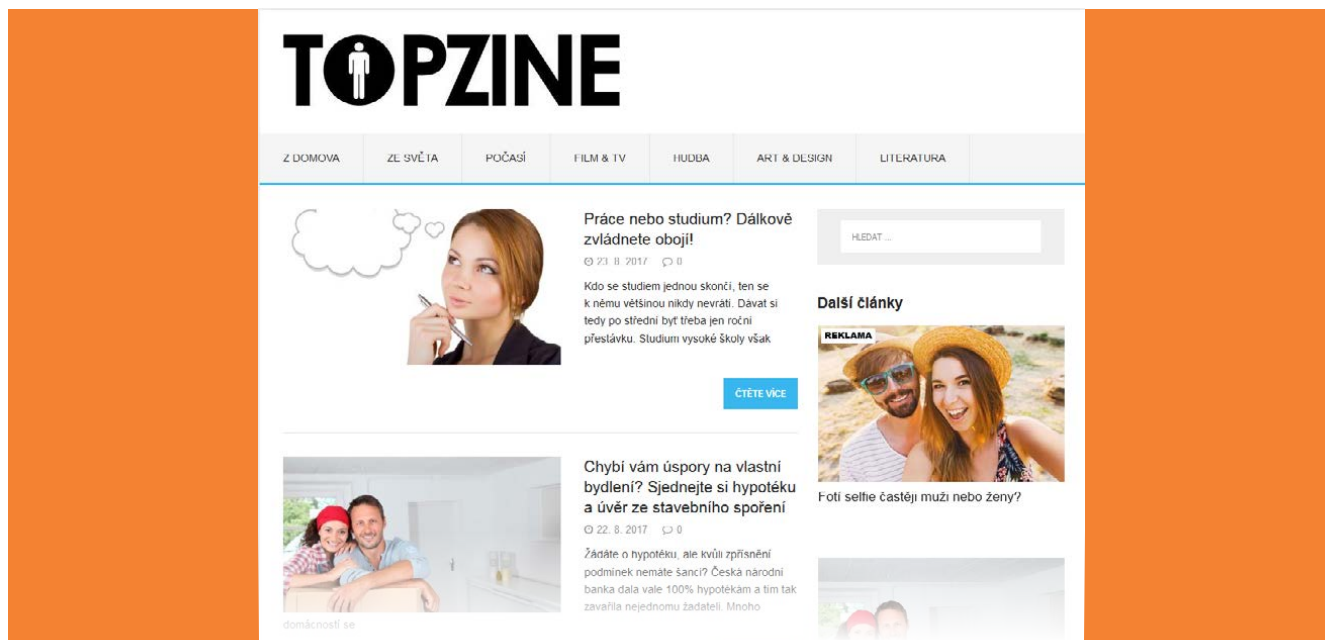 TOPZINE
Z DOMOVA
ZE SVĚTA
POČASÍ
FILM & TV
HUDBA
ART & DESIGN
LITERATURA
Práce nebo studium? Dálkově
zvládnete obojí!
23. 8. 2017 0
Kdo se studiem jednou skončí, ten se
k němu většinou nikdy nevrátí. Dávat si
tedy po střední byť třeba jen roční
přestávku. Studium vysoké školy však
ČTĚTE VÍCE
Chybí vám úspory na vlastní
bydlení? Sjednejte si hypotéku
a úvěr ze stavebního spoření
22. 8. 2017 0
Žádáte o hypotéku, ale kvůli zpřísnění
podmínek nemáte šanci? Česká národní
banka dala vale 100% hypotékám a tím tak
zavařila nejednomu žadateli. Mnoho
domácností se
HLEDAT ...
Další články
REKLAMA
Fotí selfie častěji muži nebo ženy?